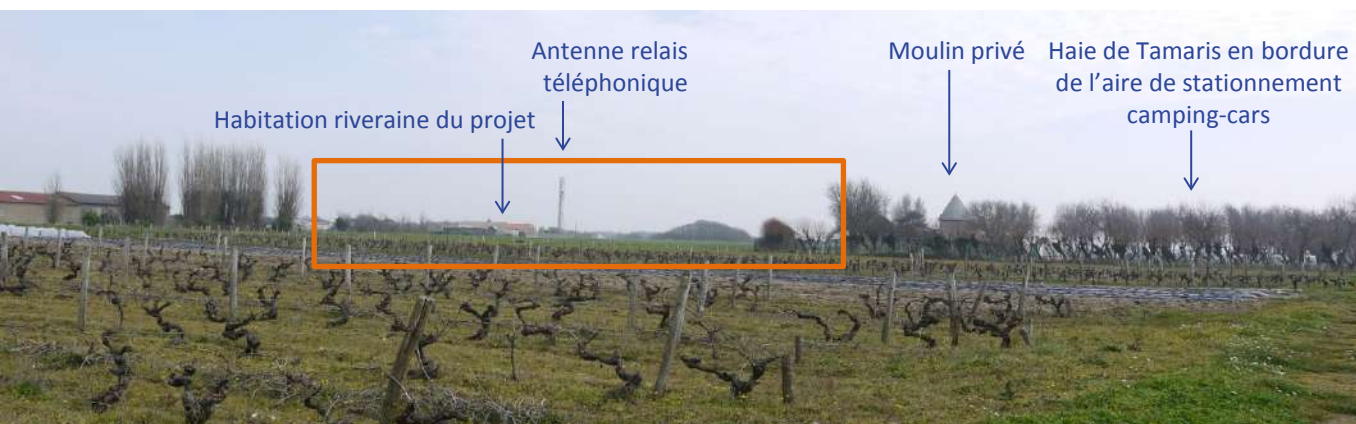 Antenne relais
téléphonique
Habitation riveraine du projet
Moulin privé
Haie de Tamaris en bordure
de l’aire de stationnement
camping-cars